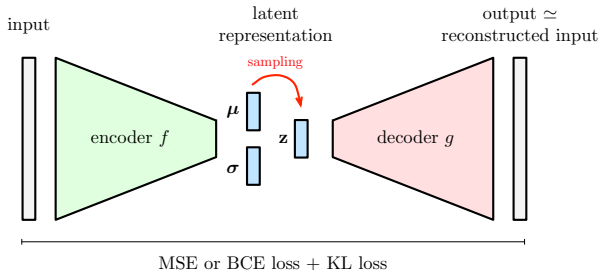 input
latent
representation
output ≃
reconstructed input
sampling
encoder f
μ
σ
z
decoder g
MSE or BCE loss + KL loss